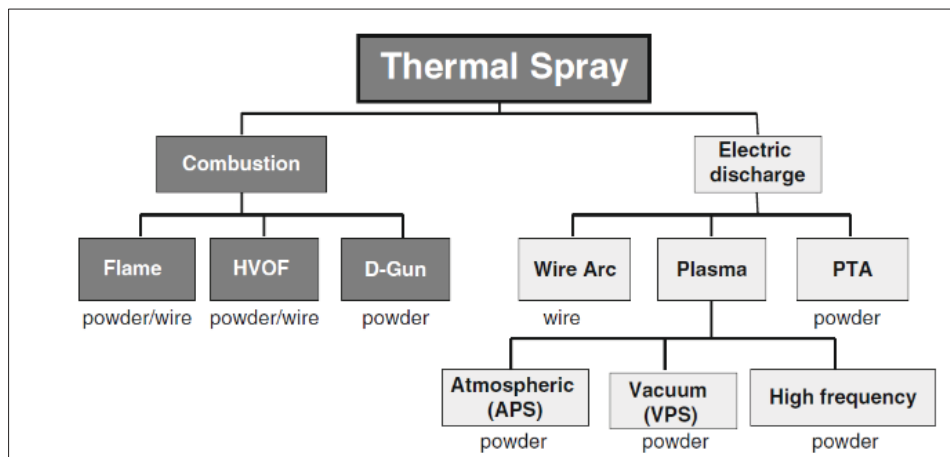 Thermal Spray
Combustion
Electric
discharge
Flame
HVOF
D-Gun
Wire Arc
Plasma
PTA
powder/wire
powder/wire
powder
wire
powder
Atmospheric
(APS)
Vacuum
(VPS)
High frequency
powder
powder
powder